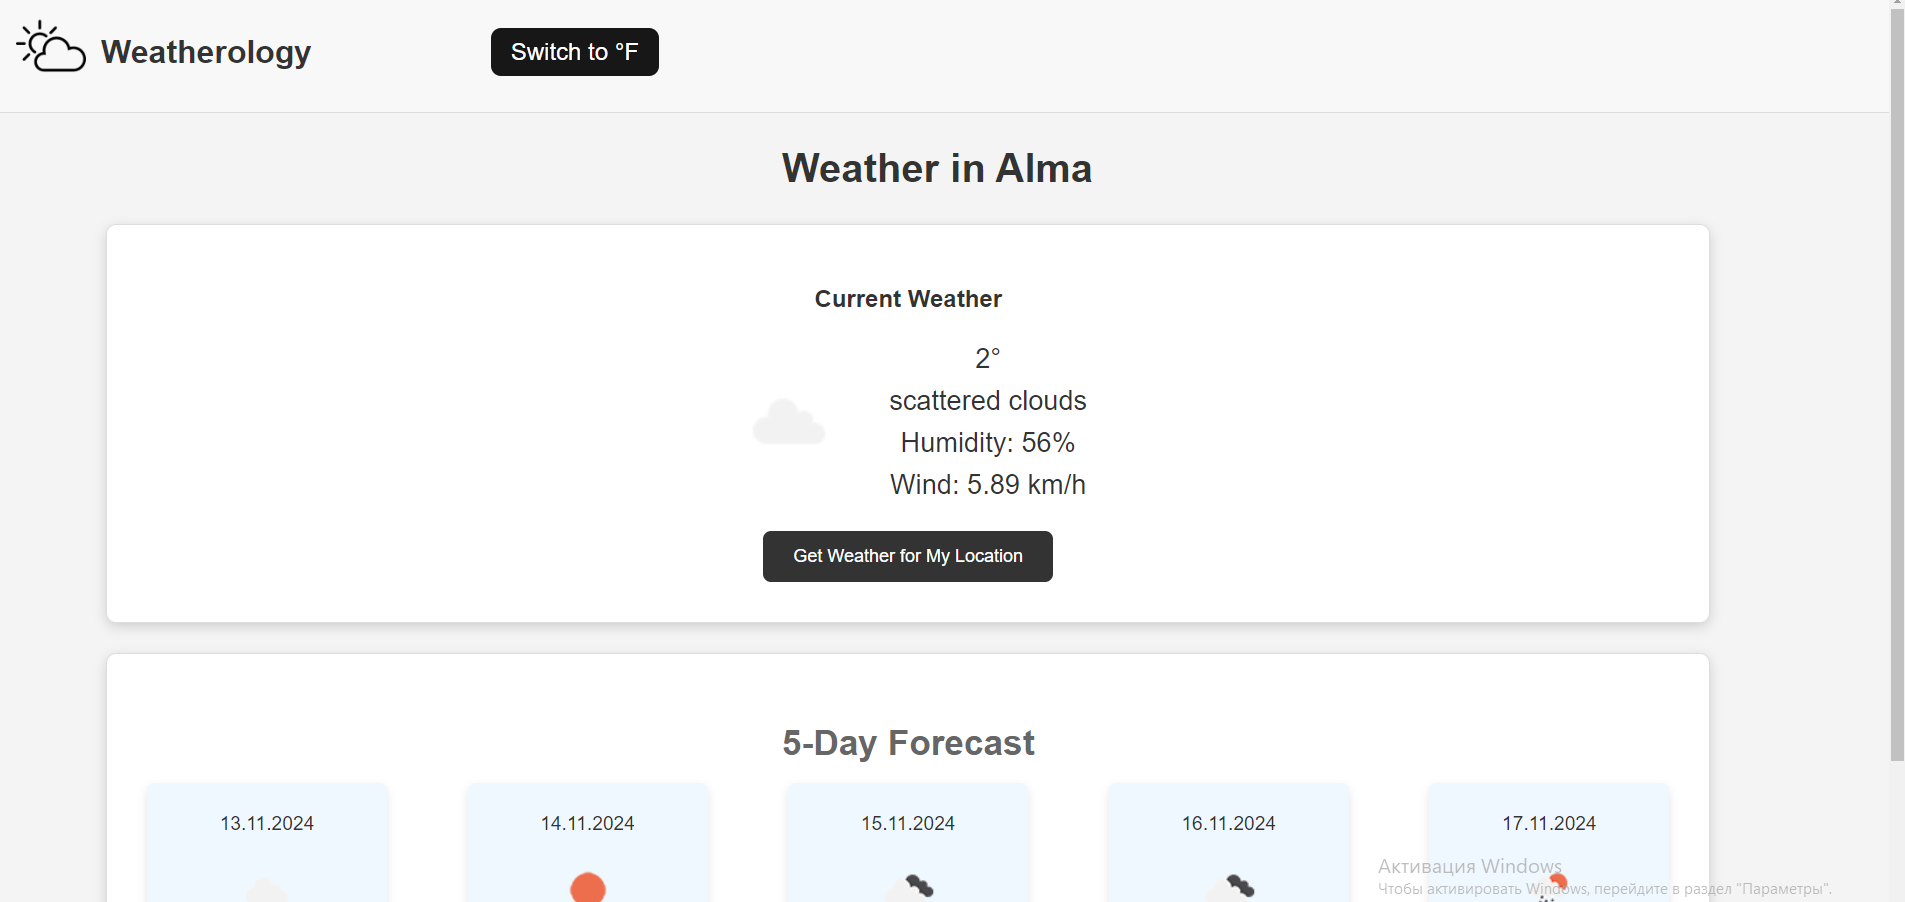 Weatherology
Switch to °F
Weather in Alma
Current Weather
2°
scattered clouds
Humidity: 56%
Wind: 5.89 km/h
Get Weather for My Location
5-Day Forecast
13.11.2024
14.11.2024
15.11.2024
16.11.2024
17.11.2024
Активация Windows
Чтобы активировать Windows, перейдите в раздел "Параметры".